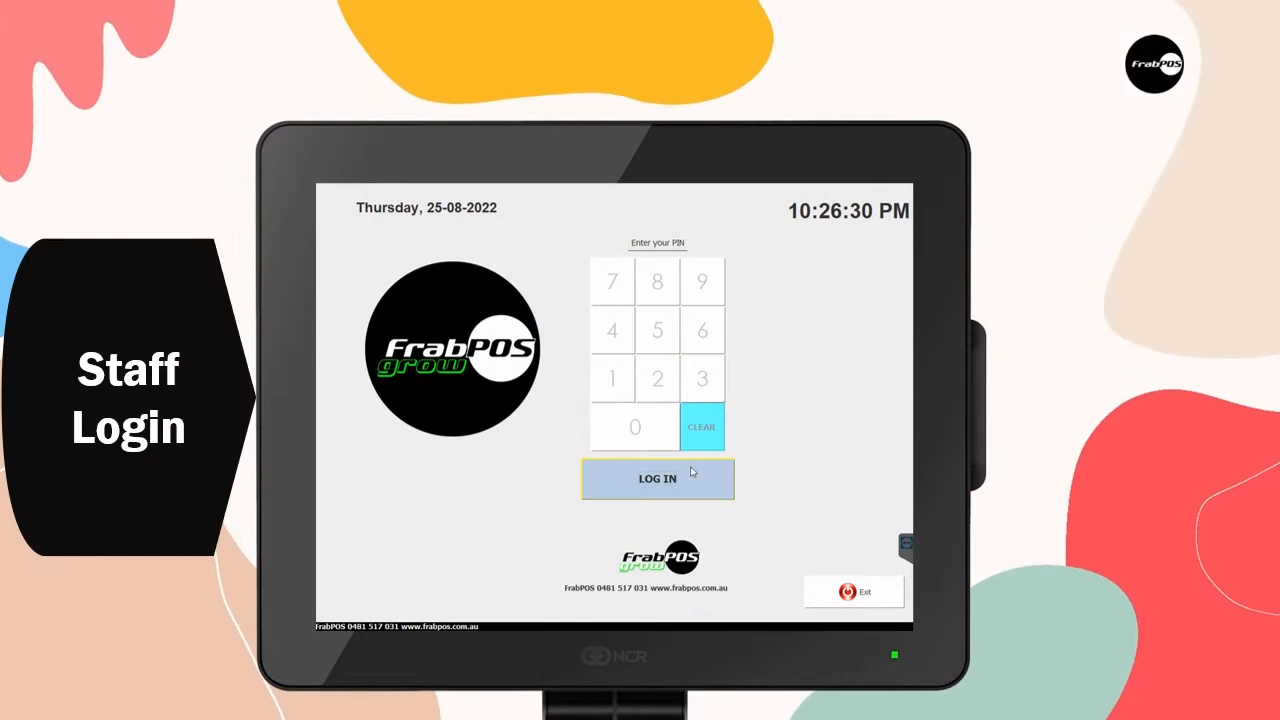 FrabPOS
Thursday, 25-08-2022
10:26:30 PM
Enter your PIN
7 8 9
4 5 6
1 2 3
0 CLEAR
LOG IN
FrabPOS
grow
Staff
Login
FrabPOS
grow
FrabPOS 0481 517 031 www.frabpos.com.au
Exit
FrabPOS 0481 517 031 www.frabpos.com.au
NCR